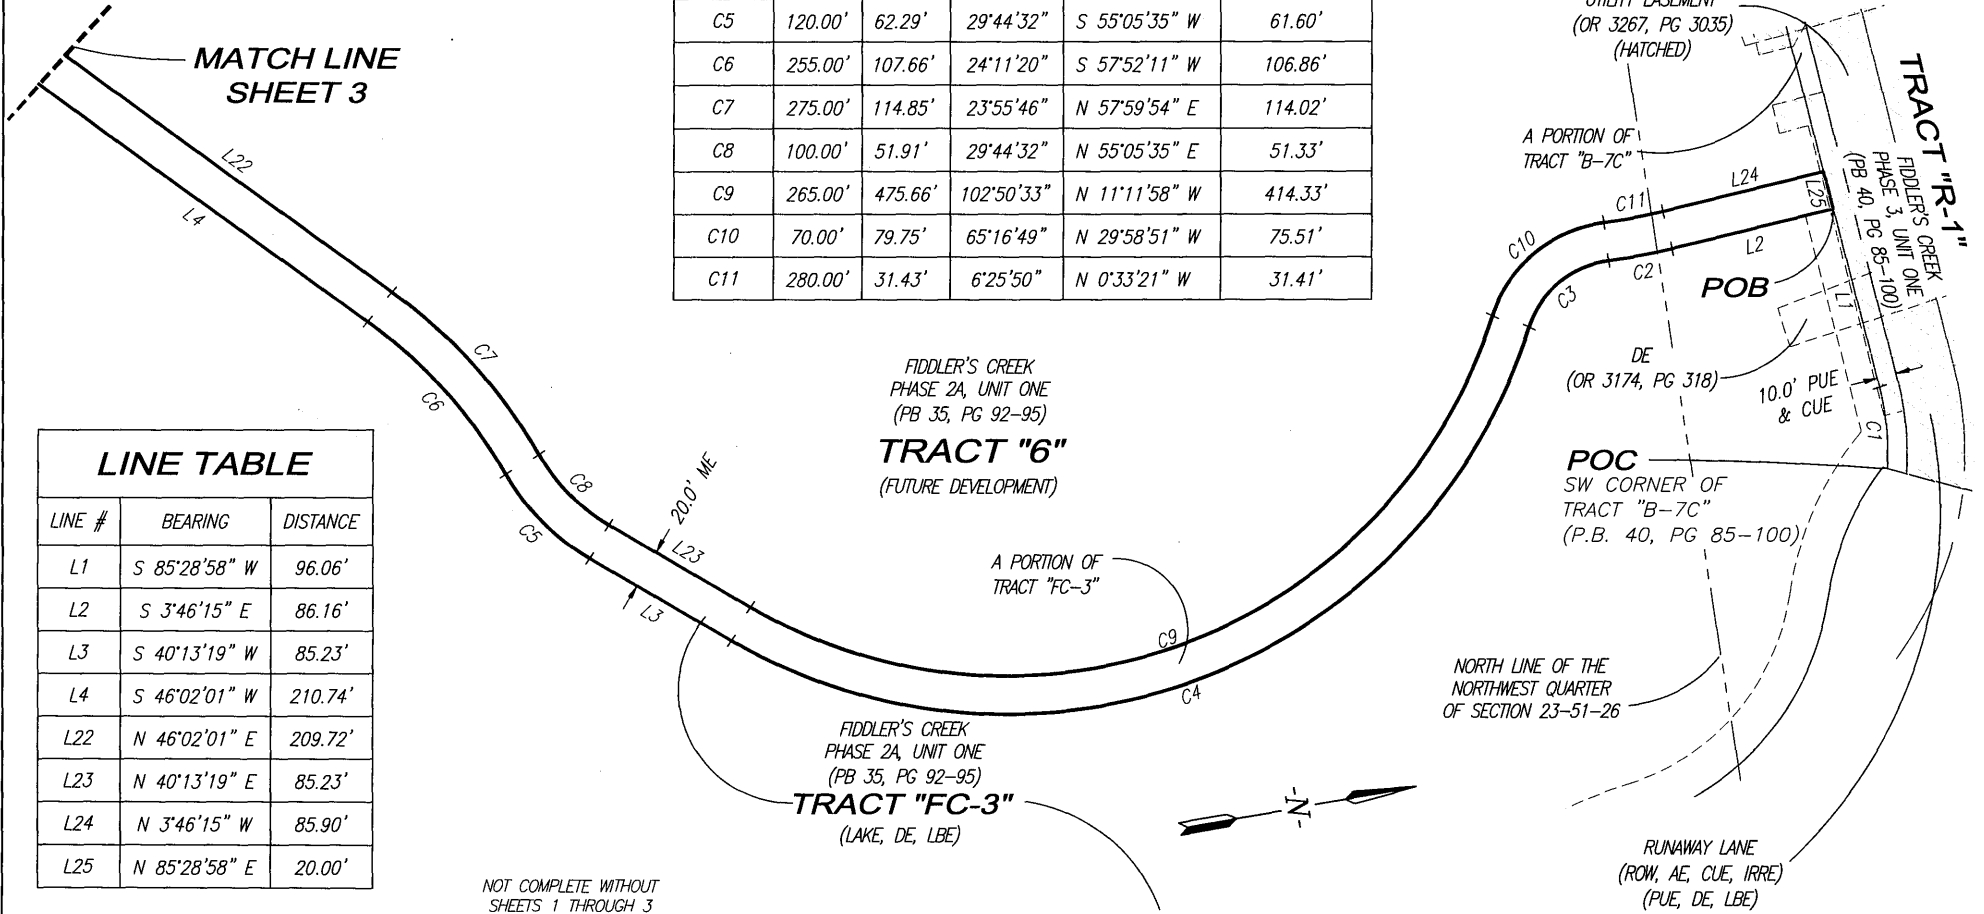 MATCH LINE
SHEET 3
L22
L4
C7
C6
C8
C5
20.0' ME
L23
L3
C5 120.00' 62.29' 29°44'32" S 55°05'35" W 61.60'
C6 255.00' 107.66' 24°11'20" S 57°52'11" W 106.86'
C7 275.00' 114.85' 23°55'46" N 57°59'54" E 114.02'
C8 100.00' 51.91' 29°44'32" N 55°05'35" E 51.33'
C9 265.00' 475.66' 102°50'33" N 11°11'58" W 414.33'
C10 70.00' 79.75' 65°16'49" N 29°58'51" W 75.51'
C11 280.00' 31.43' 6°25'50" N 0°33'21" W 31.41'
UTILITY EASEMENT
(OR 3267, PG 3035)
(HATCHED)
TRACT "R-1"
FIDDLER'S CREEK
PHASE 3, UNIT ONE
(PB 40, PG 85-100)
A PORTION OF
TRACT "B-7C"
L24
C11
L25
C10
L2
C2
C3
POB
L1
DE
(OR 3174, PG 318)
10.0' PUE
& CUE
C1
POC
SW CORNER OF
TRACT "B-7C"
(P.B. 40, PG 85-100)
FIDDLER'S CREEK
PHASE 2A, UNIT ONE
(PB 35, PG 92-95)
TRACT "6"
(FUTURE DEVELOPMENT)
A PORTION OF
TRACT "FC-3"
C9
C4
NORTH LINE OF THE
NORTHWEST QUARTER
OF SECTION 23-51-26
LINE TABLE
LINE # BEARING DISTANCE
L1 S 85°28'58" W 96.06'
L2 S 3°46'15" E 86.16'
L3 S 40°13'19" W 85.23'
L4 S 46°02'01" W 210.74'
L22 N 46°02'01" E 209.72'
L23 N 40°13'19" E 85.23'
L24 N 3°46'15" W 85.90'
L25 N 85°28'58" E 20.00'
FIDDLER'S CREEK
PHASE 2A, UNIT ONE
(PB 35, PG 92-95)
TRACT "FC-3"
(LAKE, DE, LBE)
-N-
RUNAWAY LANE
(ROW, AE, CUE, IRRE)
(PUE, DE, LBE)
NOT COMPLETE WITHOUT
SHEETS 1 THROUGH 3